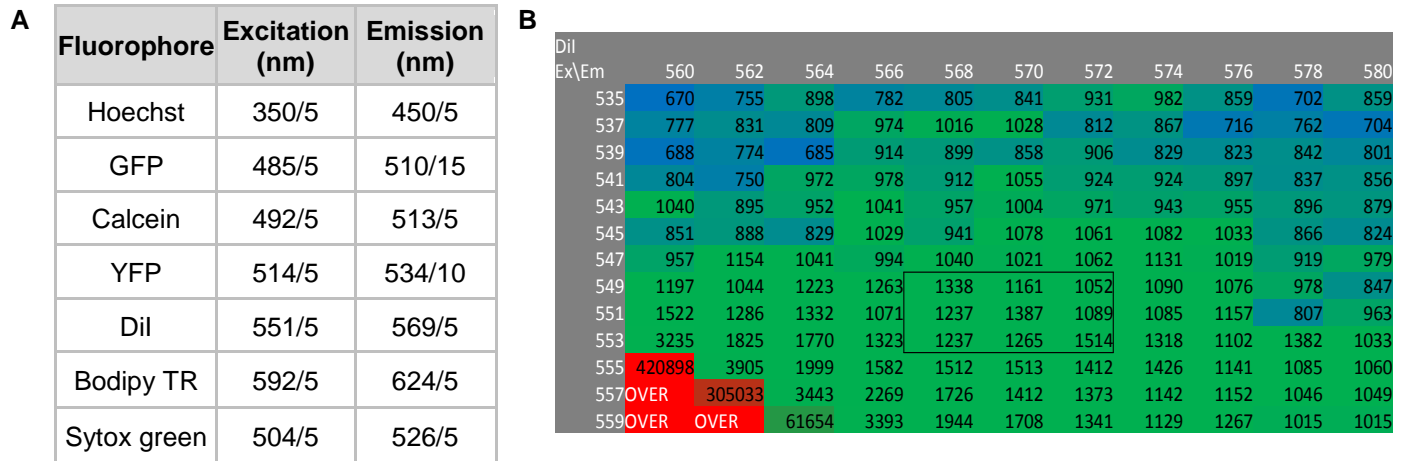 A
Fluorophore Excitation (nm) Emission (nm)
Hoechst 350/5 450/5
GFP 485/5 510/15
Calcein 492/5 513/5
YFP 514/5 534/10
DiI 551/5 569/5
Bodipy TR 592/5 624/5
Sytox green 504/5 526/5
B
DiI
Ex\Em 560 562 564 566 568 570 572 574 576 578 580
535 670 755 898 782 805 841 931 982 859 702 859
537 777 831 809 974 1016 1028 812 867 716 762 704
539 688 774 685 914 899 858 906 829 823 842 801
541 804 750 972 978 912 1055 924 924 897 837 856
543 1040 895 952 1041 957 1004 971 943 955 896 879
545 851 888 829 1029 941 1078 1061 1082 1033 866 824
547 957 1154 1041 994 1040 1021 1062 1131 1019 919 979
549 1197 1044 1223 1263 1338 1161 1052 1090 1076 978 847
551 1522 1286 1332 1071 1237 1387 1089 1085 1157 807 963
553 3235 1825 1770 1323 1237 1265 1514 1318 1102 1382 1033
555 420898 3905 1999 1582 1512 1513 1412 1426 1141 1085 1060
557 OVER 305033 3443 2269 1726 1412 1373 1142 1152 1046 1049
559 OVER OVER 61654 3393 1944 1708 1341 1129 1267 1015 1015